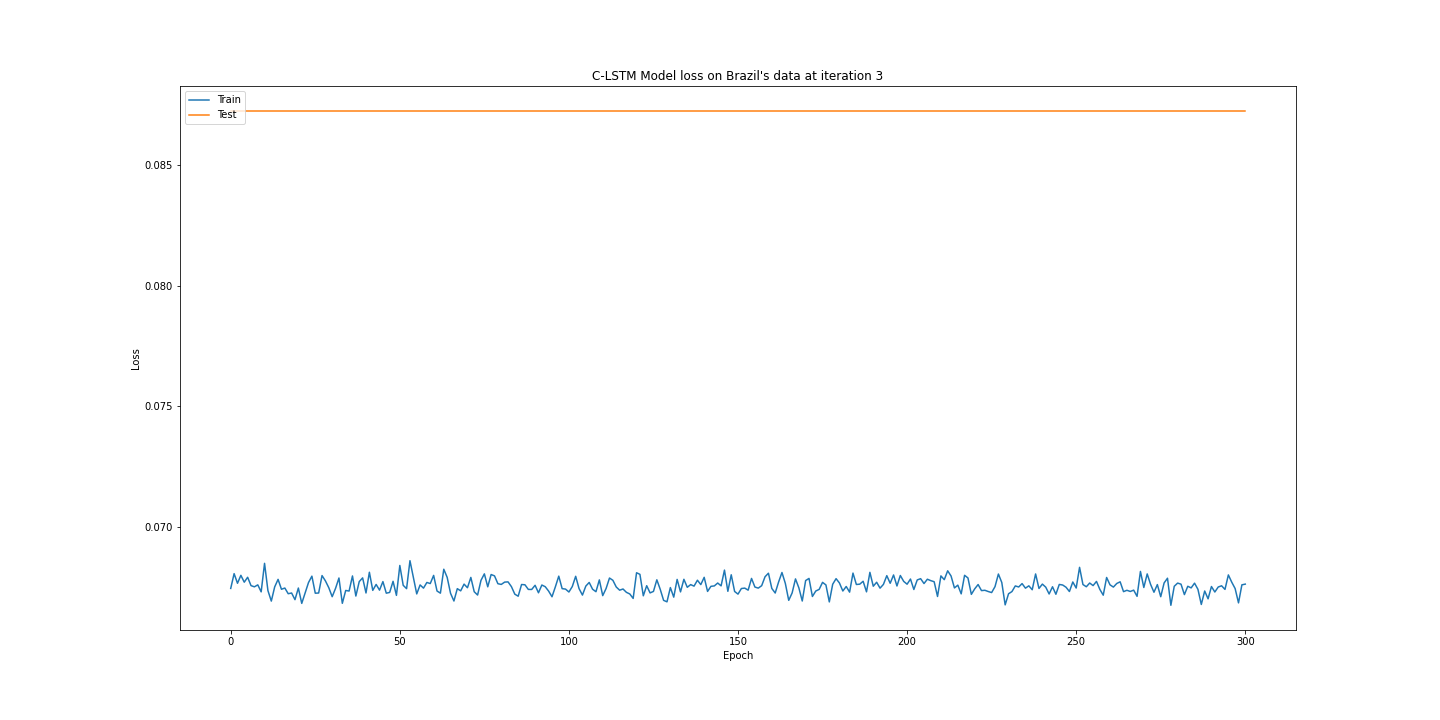 C-LSTM Model loss on Brazil's data at iteration 3
Train
Test
0.085
0.080
0.075
0.070
Loss
0 50 100 150 200 250 300
Epoch